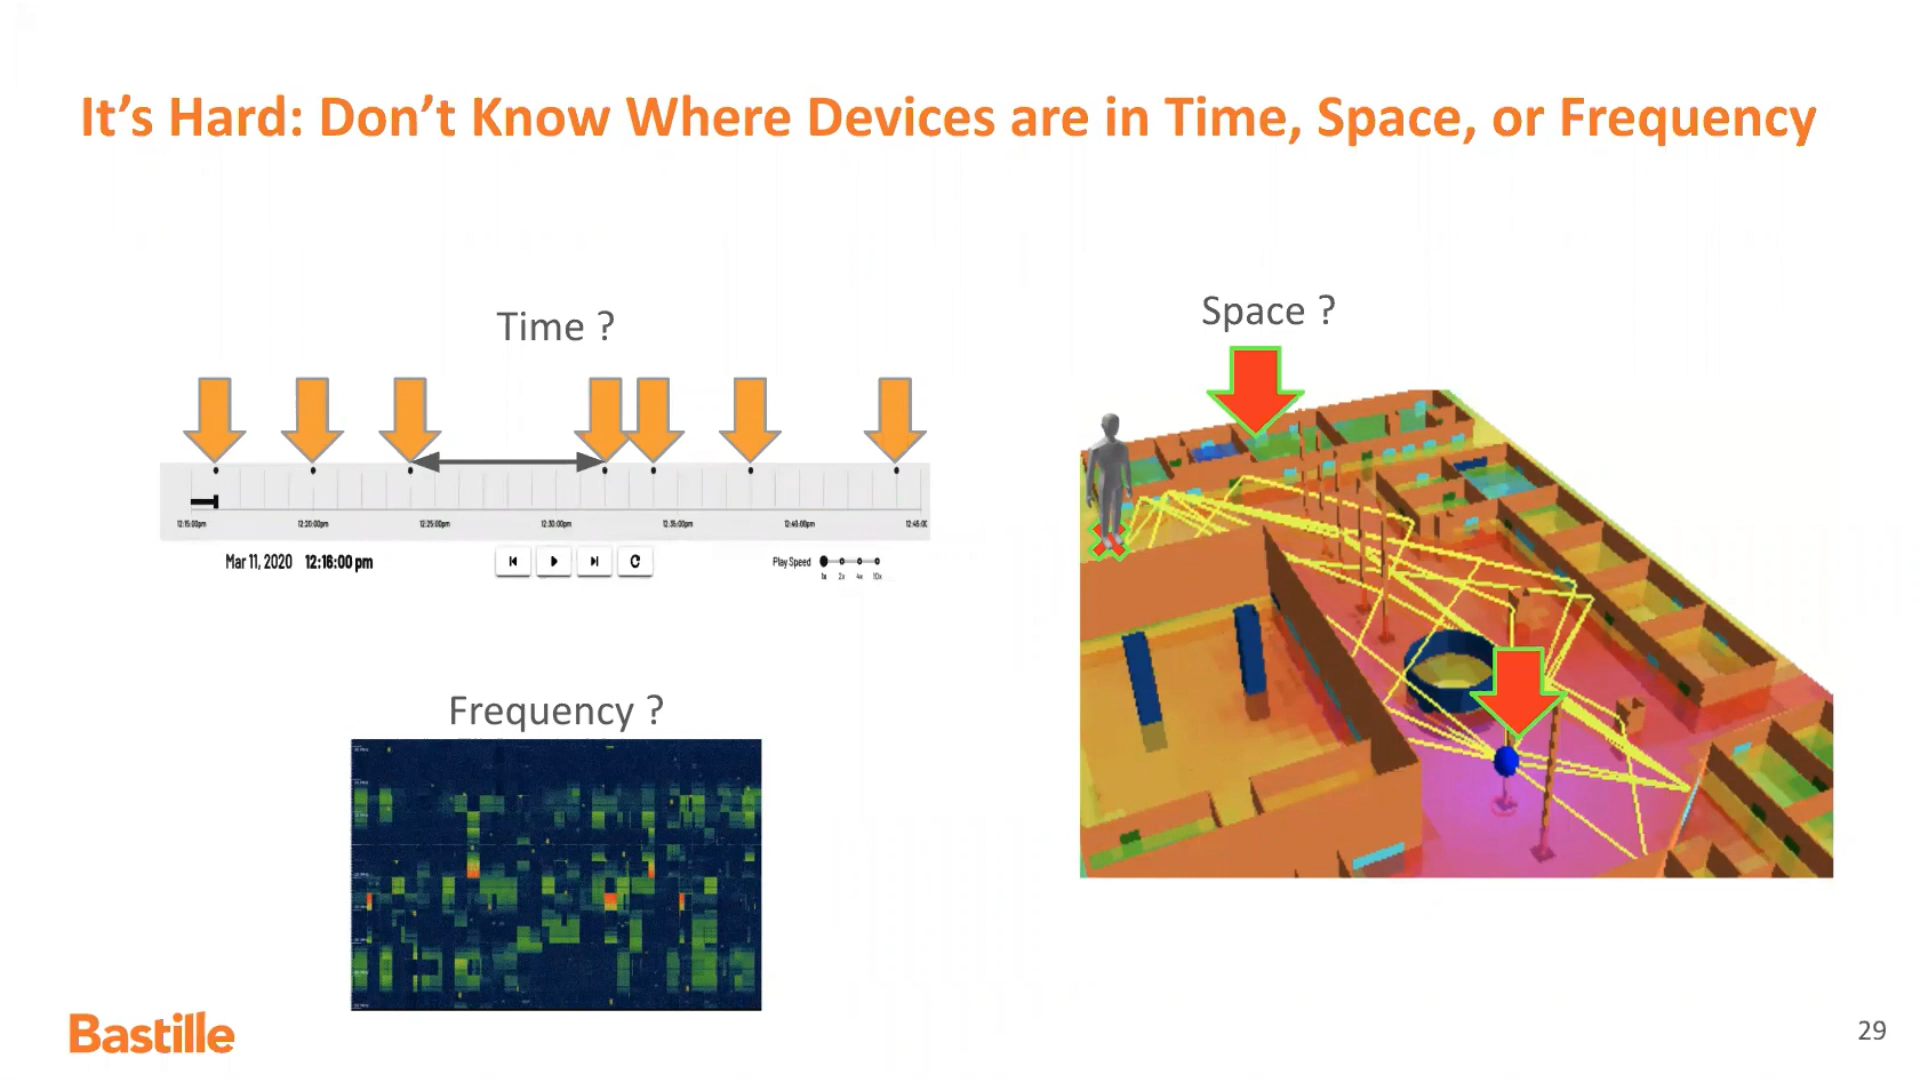 It's Hard: Don't Know Where Devices are in Time, Space, or Frequency
Time ?
12:15:00pm 12:20:00pm 12:25:00pm 12:30:00pm 12:35:00pm 12:40:00pm 12:45:00
Mar 11, 2020 12:16:00 pm
Play Speed
1x 2x 4x 10x
Space ?
Frequency ?
Bastille
29